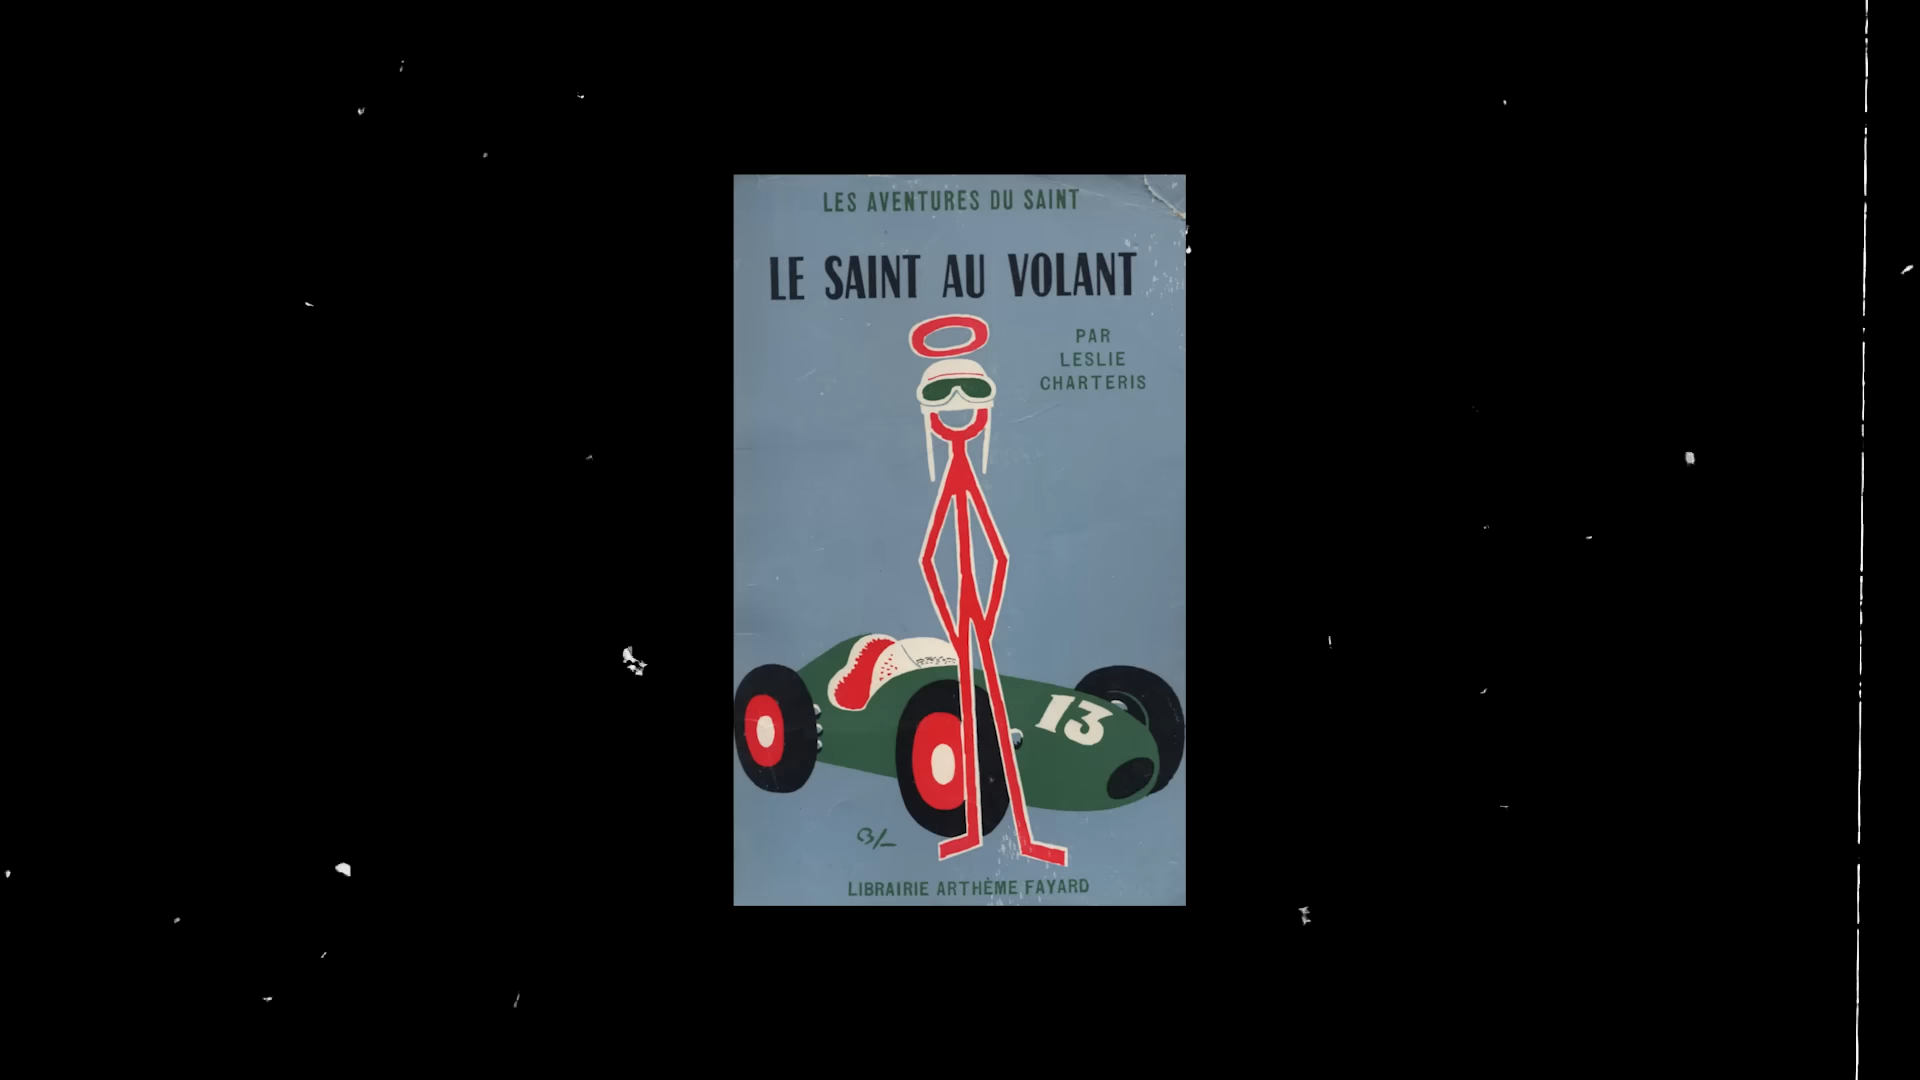 LES AVENTURES DU SAINT
LE SAINT AU VOLANT
PAR
LESLIE
CHARTERIS
13
LIBRAIRIE ARTHÈME FAYARD